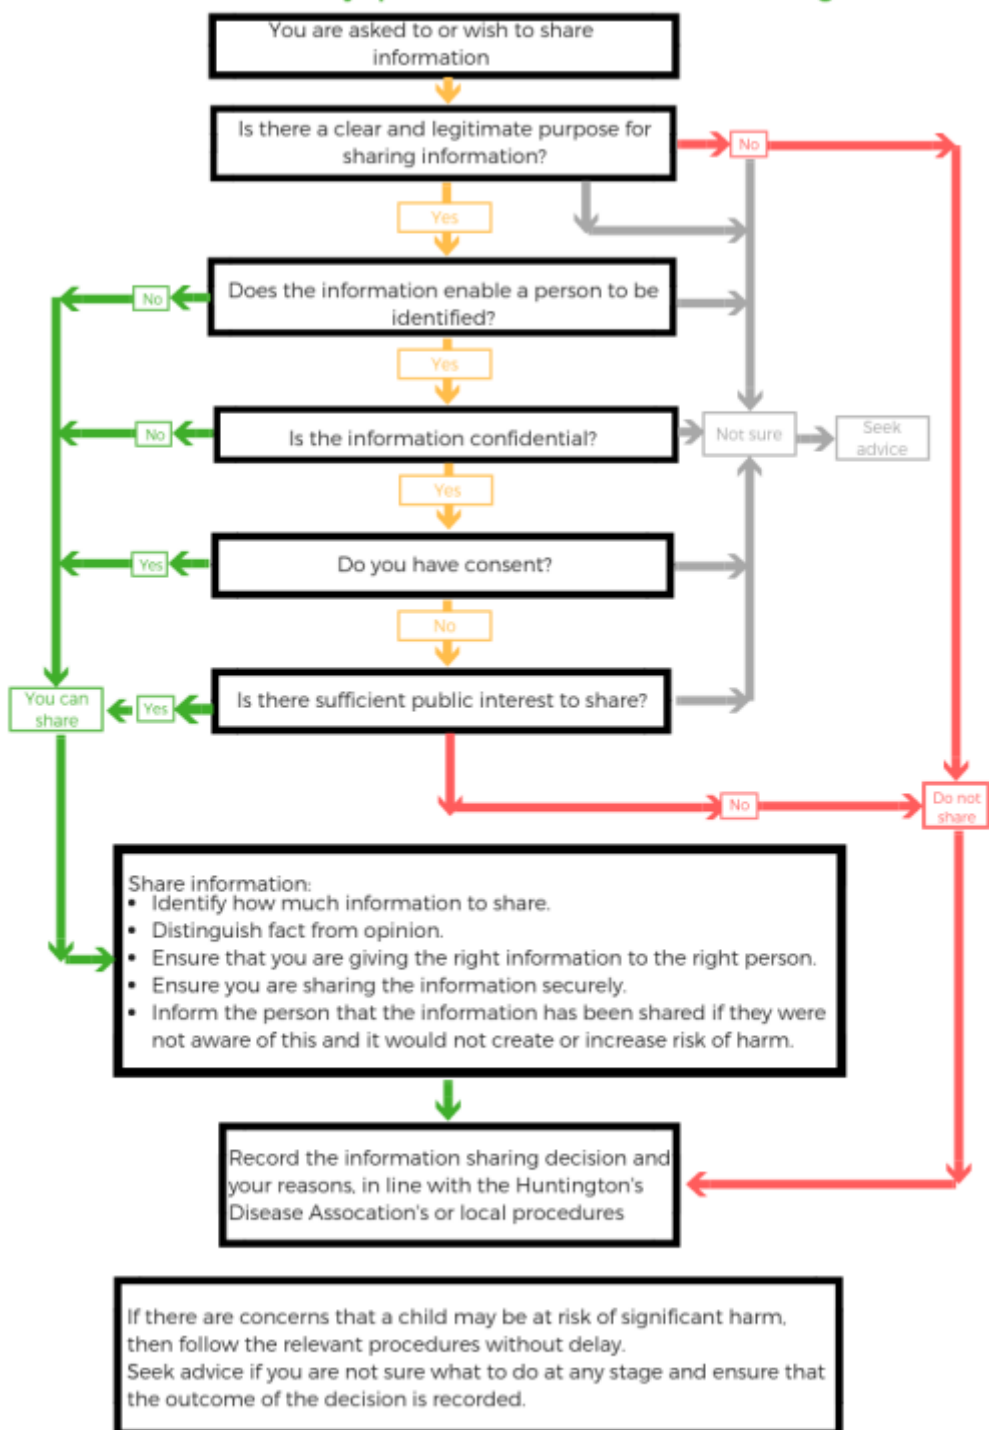 You are asked to or wish to share
information
Is there a clear and legitimate purpose for
sharing information?
No
Yes
Does the information enable a person to be
identified?
No
Yes
Is the information confidential?
No
Not sure
Seek
advice
Yes
Do you have consent?
Yes
No
Is there sufficient public interest to share?
You can
share
Yes
No
Do not
share
Share information:
• Identify how much information to share.
• Distinguish fact from opinion.
• Ensure that you are giving the right information to the right person.
• Ensure you are sharing the information securely.
• Inform the person that the information has been shared if they were
not aware of this and it would not create or increase risk of harm.
Record the information sharing decision and
your reasons, in line with the Huntington's
Disease Assocation's or local procedures
If there are concerns that a child may be at risk of significant harm,
then follow the relevant procedures without delay.
Seek advice if you are not sure what to do at any stage and ensure that
the outcome of the decision is recorded.